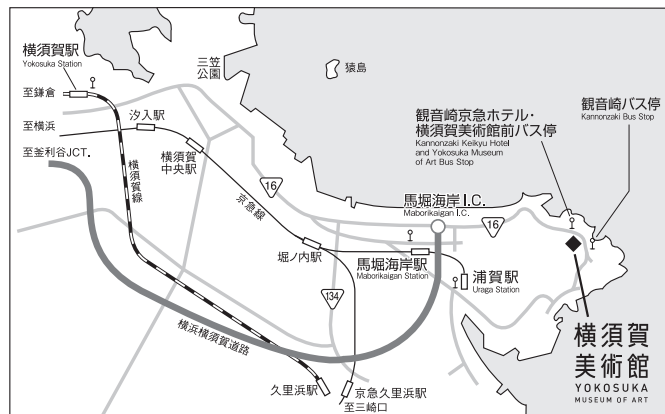 横須賀駅
Yokosuka Station
至鎌倉
至横浜
至釜利谷JCT.
汐入駅
横須賀
中央駅
横須賀線
三笠
公園
猿島
16
京急線
堀ノ内駅
134
横浜横須賀道路
久里浜駅
京急久里浜駅
至三崎口
馬堀海岸I.C.
Maborikaigan I.C.
16
馬堀海岸駅
Maborikaigan Station
浦賀駅
Uraga Station
観音崎京急ホテル・
横須賀美術館前バス停
Kannonzaki Keikyu Hotel
and Yokosuka Museum
of Art Bus Stop
観音崎バス停
Kannonzaki Bus Stop
横須賀
美術館
YOKOSUKA
MUSEUM OF ART